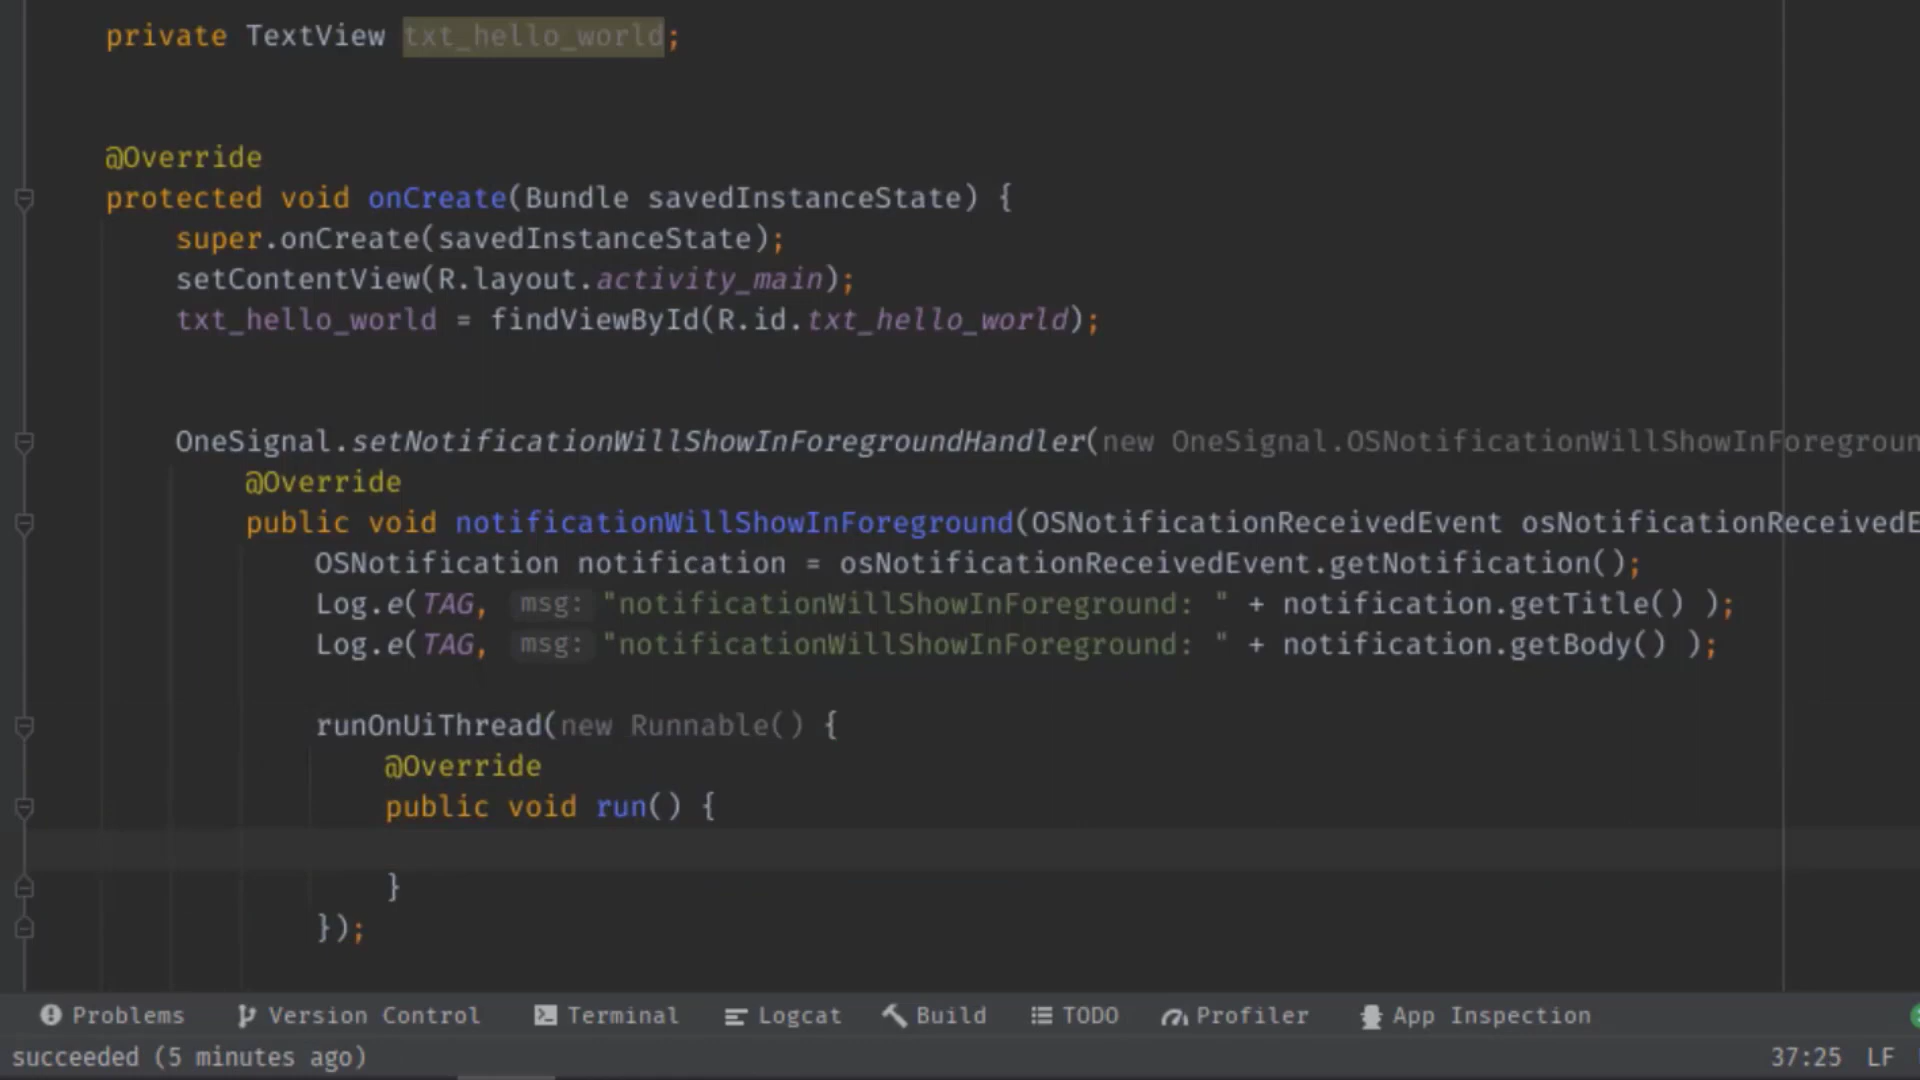 private TextView txt_hello_world;
@Override
protected void onCreate(Bundle savedInstanceState) {
super.onCreate(savedInstanceState);
setContentView(R.layout.activity_main);
txt_hello_world = findViewById(R.id.txt_hello_world);
OneSignal.setNotificationWillShowInForegroundHandler(new OneSignal.OSNotificationWillShowInForegroun
@Override
public void notificationWillShowInForeground(OSNotificationReceivedEvent osNotificationReceivedE
OSNotification notification = osNotificationReceivedEvent.getNotification();
Log.e(TAG, msg: "notificationWillShowInForeground: " + notification.getTitle() );
Log.e(TAG, msg: "notificationWillShowInForeground: " + notification.getBody() );
runOnUiThread(new Runnable() {
@Override
public void run() {
}
});
Problems Version Control Terminal Logcat Build TODO Profiler App Inspection
succeeded (5 minutes ago) 37:25 LF